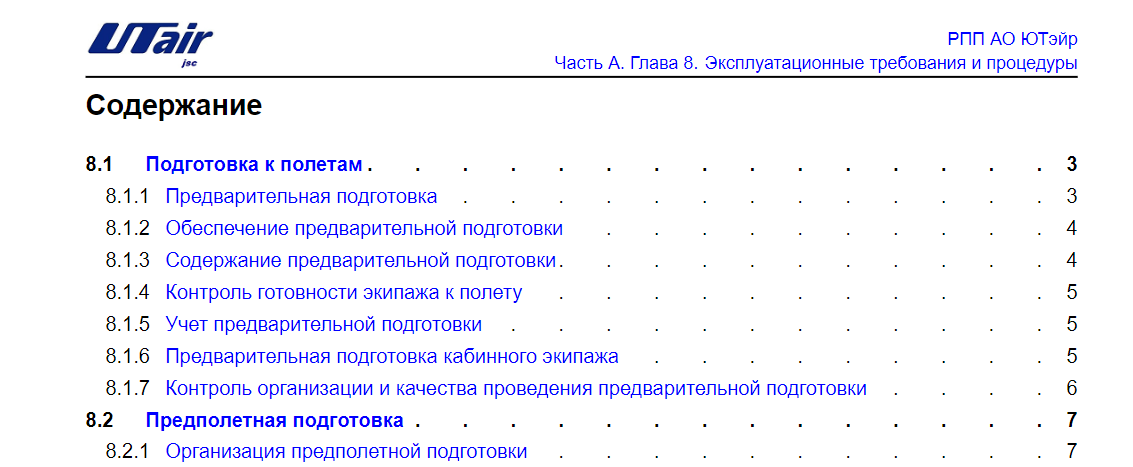 UTair
jsc
РПП АО ЮТэйр
Часть А. Глава 8. Эксплуатационные требования и процедуры
Содержание
8.1 Подготовка к полетам . . . . . . . . . . . . . . . 3
8.1.1 Предварительная подготовка . . . . . . . . . . . . . 3
8.1.2 Обеспечение предварительной подготовки . . . . . . . . . . 4
8.1.3 Содержание предварительной подготовки . . . . . . . . . . . 4
8.1.4 Контроль готовности экипажа к полету . . . . . . . . . . . 5
8.1.5 Учет предварительной подготовки . . . . . . . . . . . . 5
8.1.6 Предварительная подготовка кабинного экипажа . . . . . . . . . 5
8.1.7 Контроль организации и качества проведения предварительной подготовки . . . . 6
8.2 Предполетная подготовка . . . . . . . . . . . . . . 7
8.2.1 Организация предполетной подготовки . . . . . . . . . . . 7